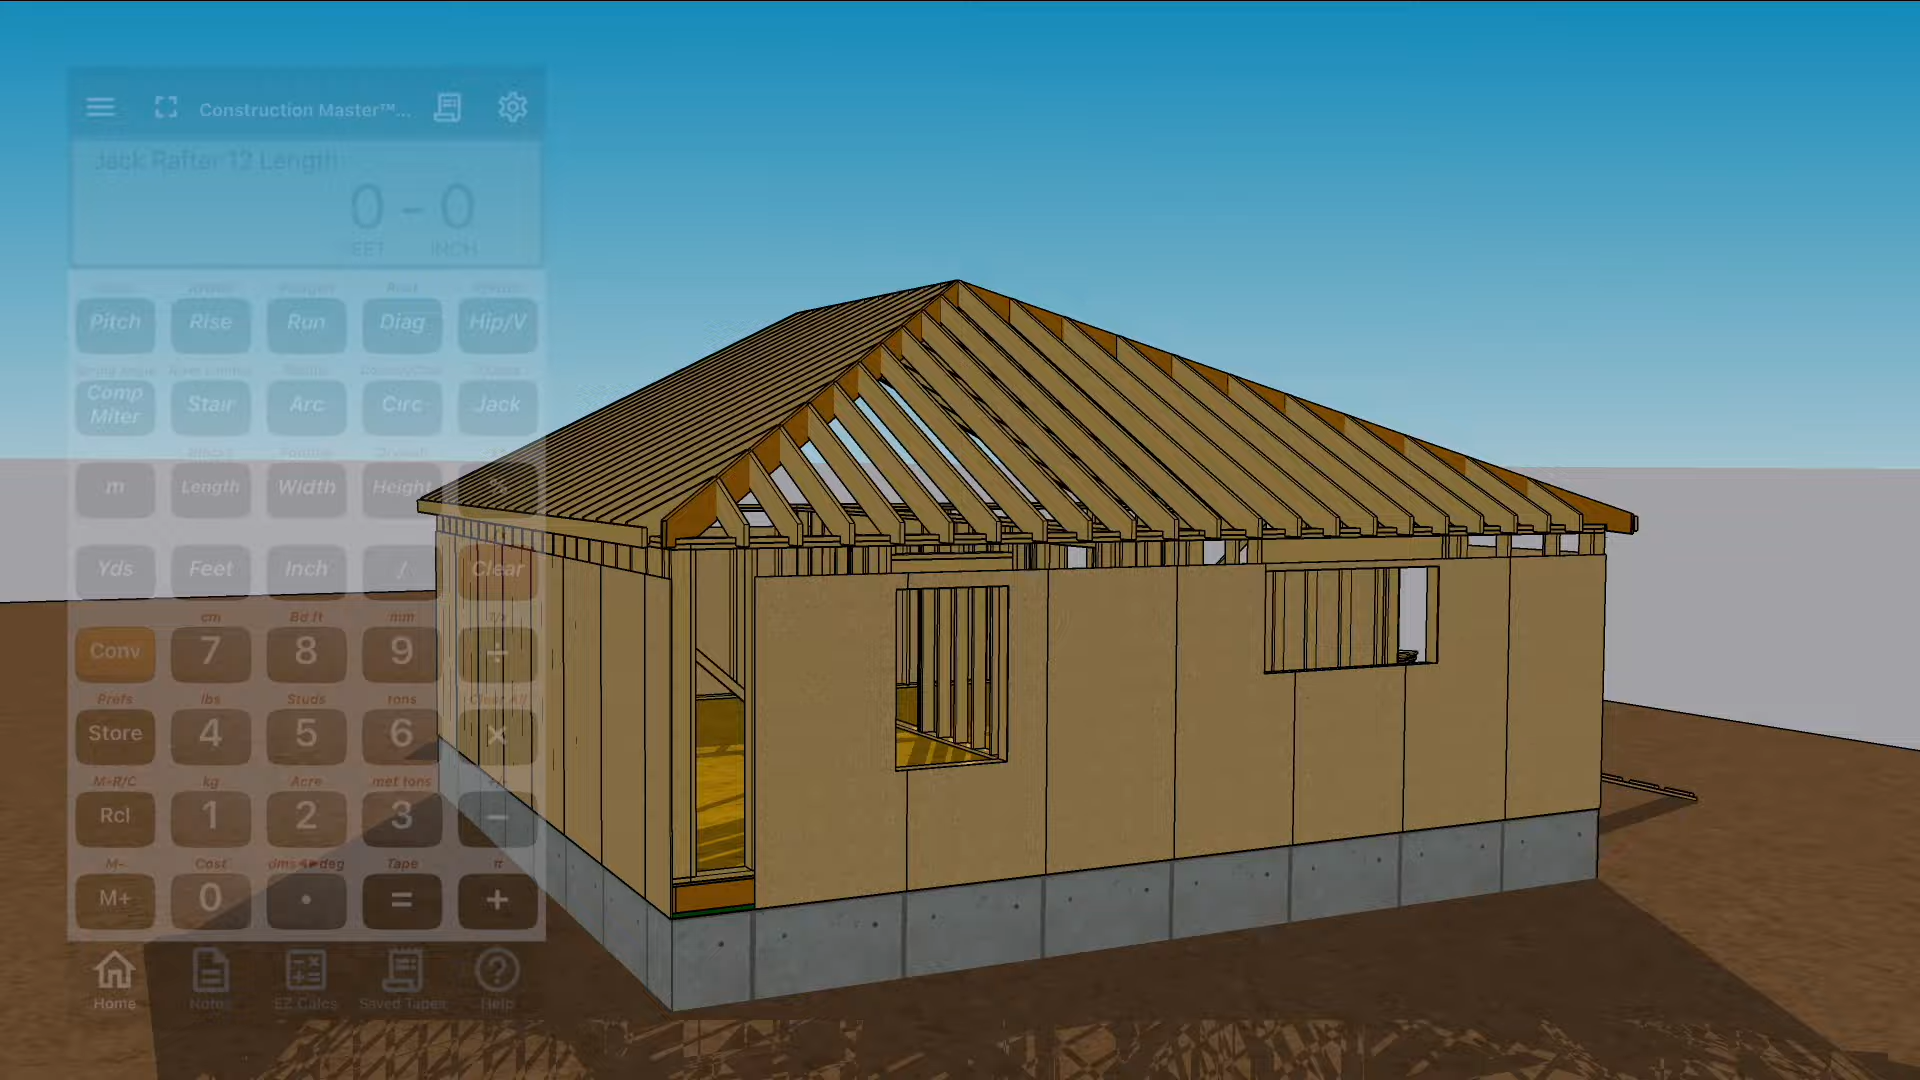 Construction Master™...
Jack Rafter 12 Length
0 - 0
FEET INCH
Pitch Rise Run Diag Hip/V
Comp Miter Stair Arc Circ Jack
m Length Width Height %
Yds Feet Inch / Clear
cm Bd ft mm 1/x
Conv 7 8 9 ÷
Prefs lbs Studs tons Clear All
Store 4 5 6 ×
M+R/C kg Acre met tons +/-
Rcl 1 2 3 −
M- Cost dms◄►deg Tape π
M+ 0 • = +
Home Notes EZ Calcs Saved Tapes Help